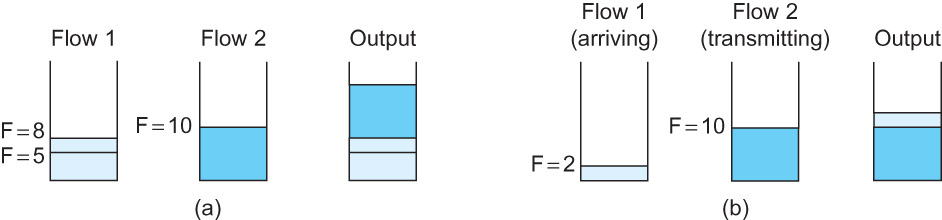 Flow 1
Flow 2
Output
F=8
F=5
F=10
(a)
Flow 1
(arriving)
Flow 2
(transmitting)
Output
F=2
F=10
(b)